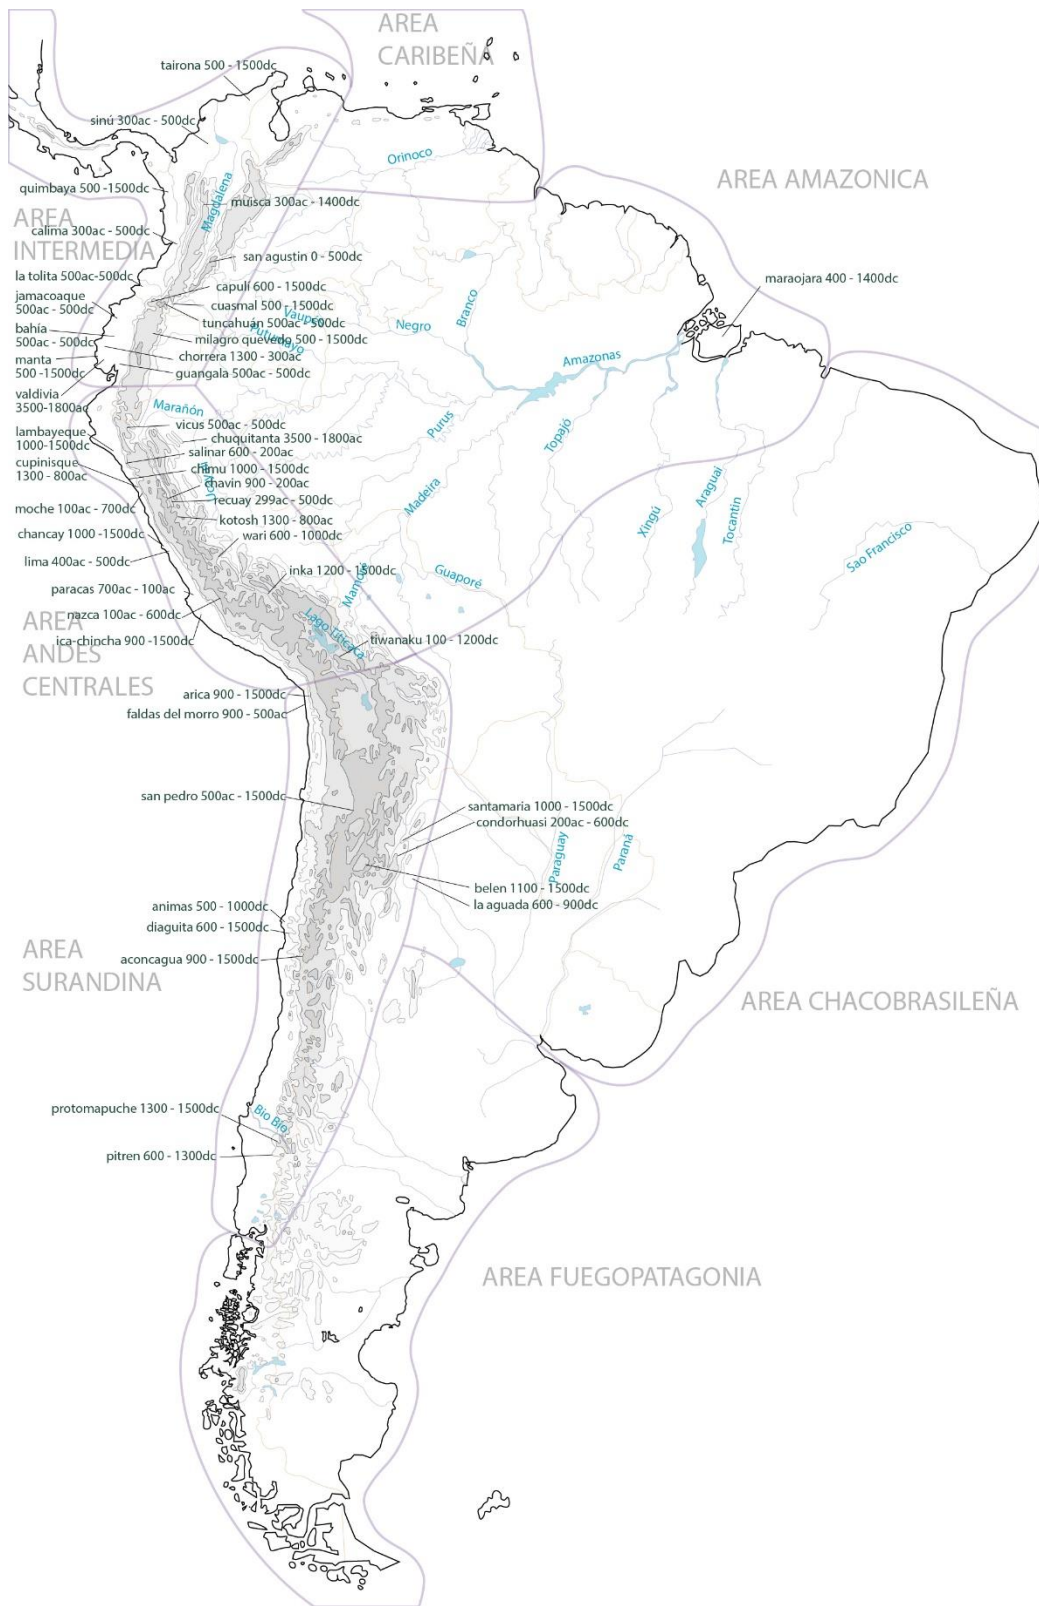 AREA
CARIBEÑA
tairona 500 - 1500dc
sinú 300ac - 500dc
Orinoco
AREA AMAZONICA
quimbaya 500 -1500dc
Magdalena
muisca 300ac - 1400dc
AREA
INTERMEDIA
calima 300ac - 500dc
san agustin 0 - 500dc
la tolita 500ac-500dc
maraojara 400 - 1400dc
capulí 600 - 1500dc
jamacoaque
500ac - 500dc
cuasmal 500 - 1500dc
Vaupés
Branco
tuncahuán 500ac - 500dc
Negro
bahía
500ac - 500dc
Putumayo
milagro quevedo 500 - 1500dc
manta
500 -1500dc
chorrera 1300 - 300ac
Amazonas
guangala 500ac - 500dc
valdivia
3500-1800ac
Marañón
vicus 500ac - 500dc
Purus
Topajó
lambayeque
1000-1500dc
chuquitanta 3500 - 1800ac
salinar 600 - 200ac
cupinisque
1300 - 800ac
chimu 1000 - 1500dc
chavin 900 - 200ac
Madeira
Xingú
Araguai
Tocantin
moche 100ac - 700dc
recuay 299ac - 500dc
kotosh 1300 - 800ac
chancay 1000 -1500dc
wari 600 - 1000dc
Sao Francisco
lima 400ac - 500dc
inka 1200 - 1500dc
Guaporé
paracas 700ac - 100ac
nazca 100ac - 600dc
AREA
ANDES
CENTRALES
ica-chincha 900 -1500dc
Lago Titicaca
tiwanaku 100 - 1200dc
arica 900 - 1500dc
faldas del morro 900 - 500ac
san pedro 500ac - 1500dc
santamaria 1000 - 1500dc
condorhuasi 200ac - 600dc
Paraguay
Paraná
belen 1100 - 1500dc
la aguada 600 - 900dc
animas 500 - 1000dc
diaguita 600 - 1500dc
AREA
SURANDINA
aconcagua 900 - 1500dc
AREA CHACOBRASILEÑA
protomapuche 1300 - 1500dc
Bio Bio
pitren 600 - 1300dc
AREA FUEGOPATAGONIA